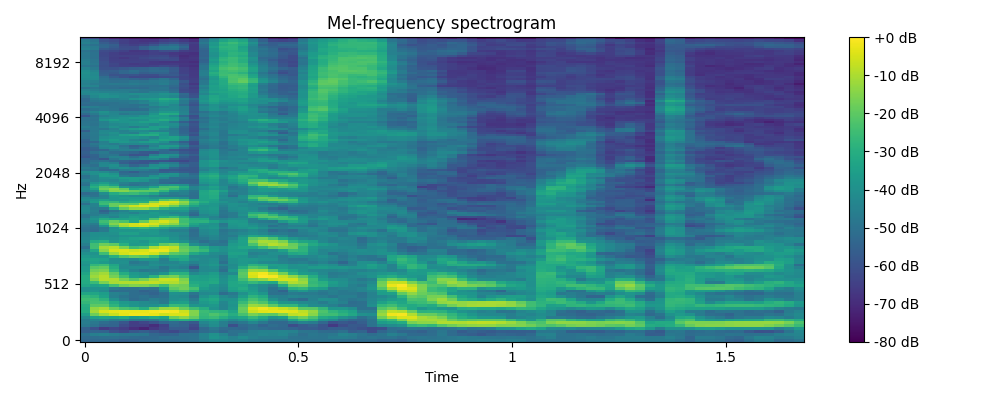 Mel-frequency spectrogram
Hz
8192
4096
2048
1024
512
0
0 0.5 1 1.5
Time
+0 dB
-10 dB
-20 dB
-30 dB
-40 dB
-50 dB
-60 dB
-70 dB
-80 dB